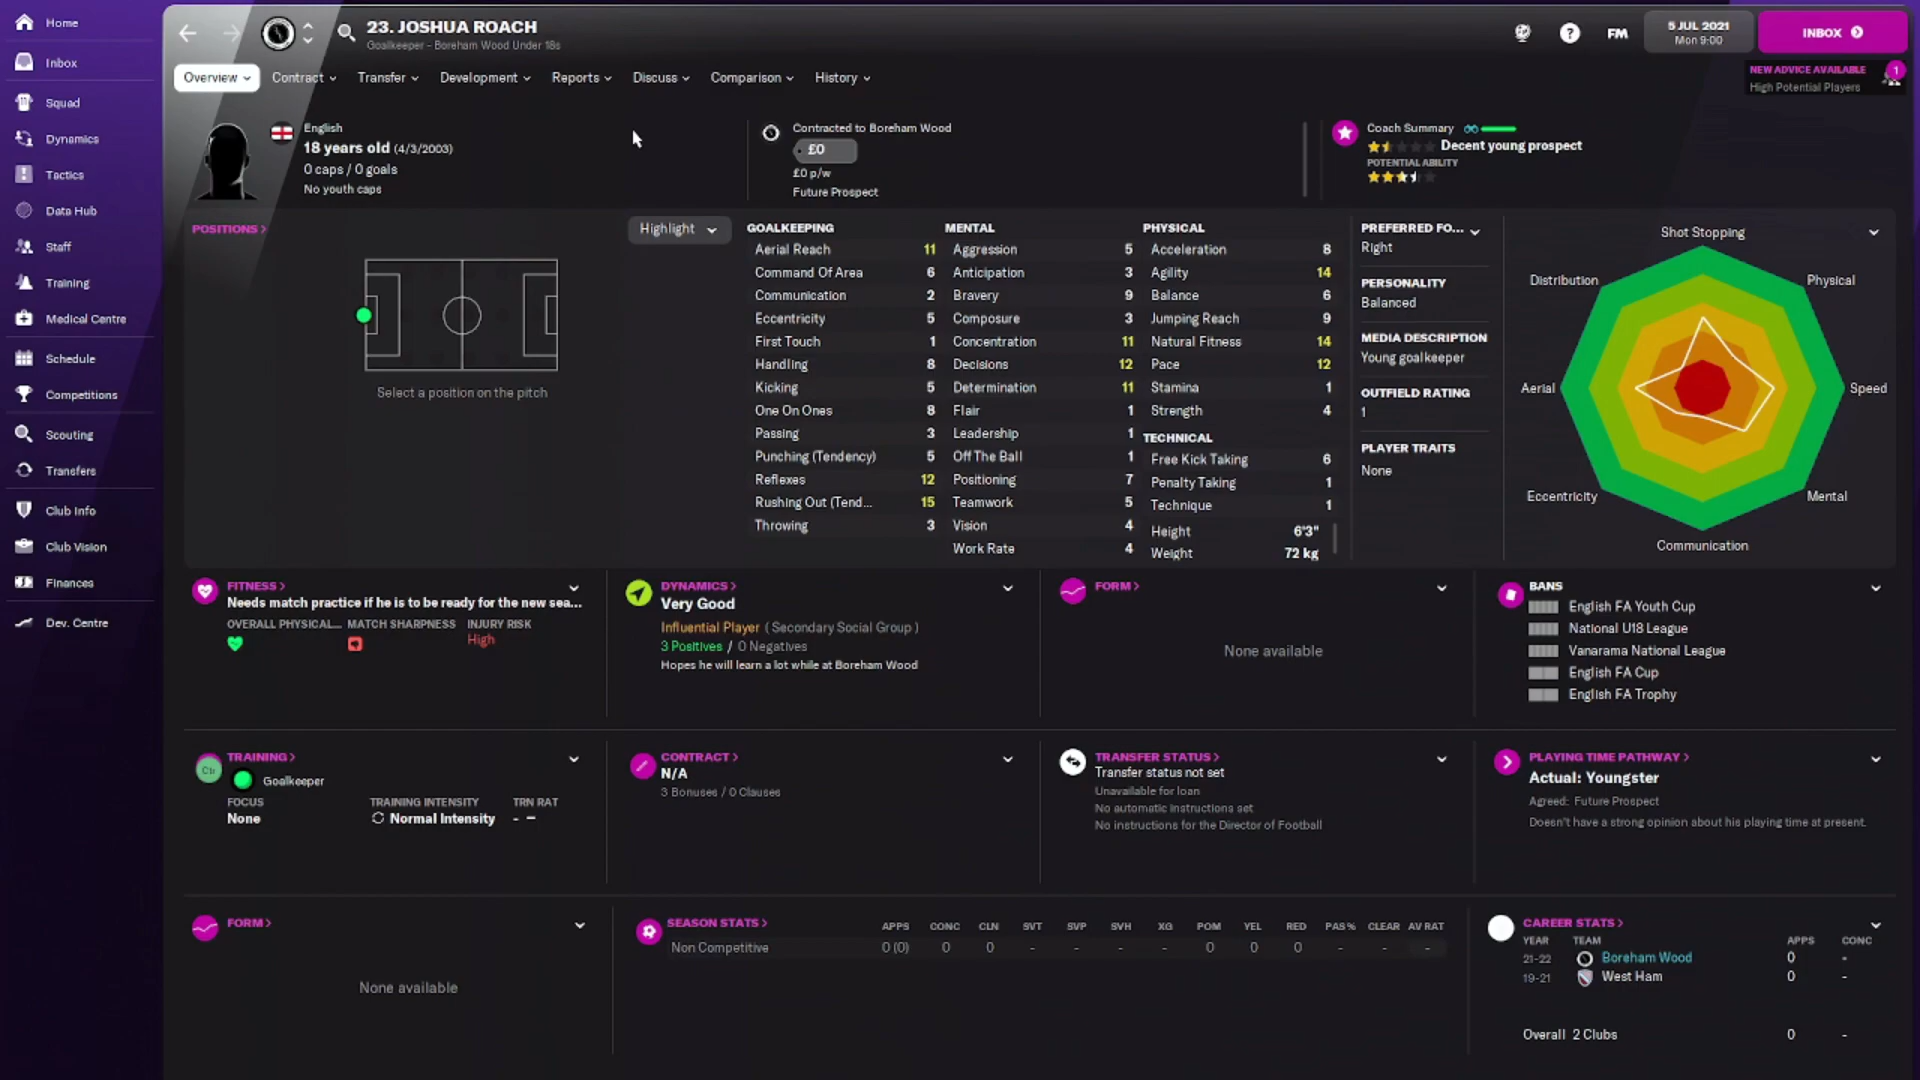 Home
Inbox
Squad
Dynamics
Tactics
Data Hub
Staff
Training
Medical Centre
Schedule
Competitions
Scouting
Transfers
Club Info
Club Vision
Finances
Dev. Centre
23. JOSHUA ROACH
Goalkeeper - Boreham Wood Under 18s
?
FM
5 JUL 2021
Mon 9:00
INBOX
Overview Contract Transfer Development Reports Discuss Comparison History
NEW ADVICE AVAILABLE 1
High Potential Players
English
18 years old (4/3/2003)
0 caps / 0 goals
No youth caps
Contracted to Boreham Wood
£0
£0 p/w
Future Prospect
Coach Summary
Decent young prospect
POTENTIAL ABILITY
POSITIONS >
Highlight
Select a position on the pitch
GOALKEEPING
Aerial Reach 11
Command Of Area 6
Communication 2
Eccentricity 5
First Touch 1
Handling 8
Kicking 5
One On Ones 8
Passing 3
Punching (Tendency) 5
Reflexes 12
Rushing Out (Tend... 15
Throwing 3
MENTAL
Aggression 5
Anticipation 3
Bravery 9
Composure 3
Concentration 11
Decisions 12
Determination 11
Flair 1
Leadership 1
Off The Ball 1
Positioning 7
Teamwork 5
Vision 4
Work Rate 4
PHYSICAL
Acceleration 8
Agility 14
Balance 6
Jumping Reach 9
Natural Fitness 14
Pace 12
Stamina 1
Strength 4
TECHNICAL
Free Kick Taking 6
Penalty Taking 1
Technique 1
Height 6'3"
Weight 72 kg
PREFERRED FO...
Right
PERSONALITY
Balanced
MEDIA DESCRIPTION
Young goalkeeper
OUTFIELD RATING
1
PLAYER TRAITS
None
Shot Stopping
Distribution
Physical
Aerial
Speed
Eccentricity
Mental
Communication
FITNESS >
Needs match practice if he is to be ready for the new sea...
OVERALL PHYSICAL... MATCH SHARPNESS INJURY RISK
High
DYNAMICS >
Very Good
Influential Player ( Secondary Social Group )
3 Positives / 0 Negatives
Hopes he will learn a lot while at Boreham Wood
FORM >
None available
BANS
English FA Youth Cup
National U18 League
Vanarama National League
English FA Cup
English FA Trophy
TRAINING >
Cb
Goalkeeper
FOCUS TRAINING INTENSITY TRN RAT
None Normal Intensity - –
CONTRACT >
N/A
3 Bonuses / 0 Clauses
TRANSFER STATUS >
Transfer status not set
Unavailable for loan
No automatic instructions set
No instructions for the Director of Football
PLAYING TIME PATHWAY >
Actual: Youngster
Agreed: Future Prospect
Doesn't have a strong opinion about his playing time at present.
FORM >
None available
SEASON STATS > APPS CONC CLN SVT SVP SVH XG POM YEL RED PAS % CLEAR AV RAT
Non Competitive 0 (0) 0 0 - - - - 0 0 0 - - -
CAREER STATS >
YEAR TEAM APPS CONC
21-22 Boreham Wood 0 -
19-21 West Ham 0 -
Overall 2 Clubs 0 -